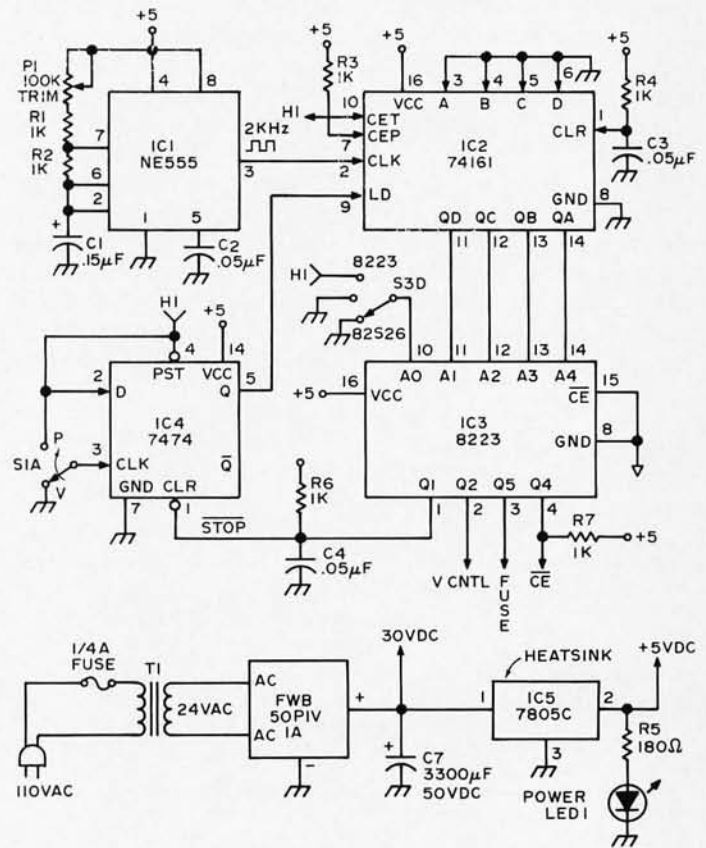 +5
P1
100K
TRIM
R1
1K
R2
1K
4
8
7
6
2
IC1
NE555
1
5
3
2KHz
C1
.15µF
+
C2
.05µF
+5
R3
1K
+5
16
3
4
5
6
VCC
A
B
C
D
HI
10
CET
CEP
7
CLK
2
LD
9
IC2
74161
CLR
1
+5
R4
1K
C3
.05µF
GND
8
QD
QC
QB
QA
11
12
13
14
HI
8223
S3D
82S26
HI
+5
4
14
PST
VCC
2
D
Q
5
IC4
7474
S1A
P
V
3
CLK
Q
GND
CLR
7
1
STOP
R6
1K
C4
.05µF
10
11
12
13
14
+5
16
A0
A1
A2
A3
A4
VCC
15
CE
IC3
8223
GND
8
Q1
Q2
Q5
Q4
1
2
3
4
R7
1K
+5
V CNTL
FUSE
CE
1/4A
FUSE
T1
24VAC
110VAC
AC
AC
FWB
50PIV
1A
+
−
30VDC
+
C7
3300µF
50VDC
HEATSINK
1
IC5
7805C
2
3
+5VDC
R5
180Ω
POWER
LED1